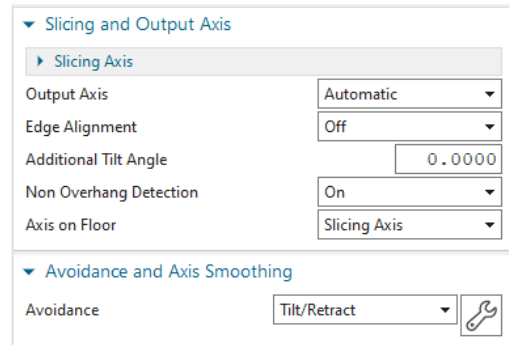 Slicing and Output Axis
Slicing Axis
Output Axis Automatic
Edge Alignment Off
Additional Tilt Angle 0.0000
Non Overhang Detection On
Axis on Floor Slicing Axis
Avoidance and Axis Smoothing
Avoidance Tilt/Retract